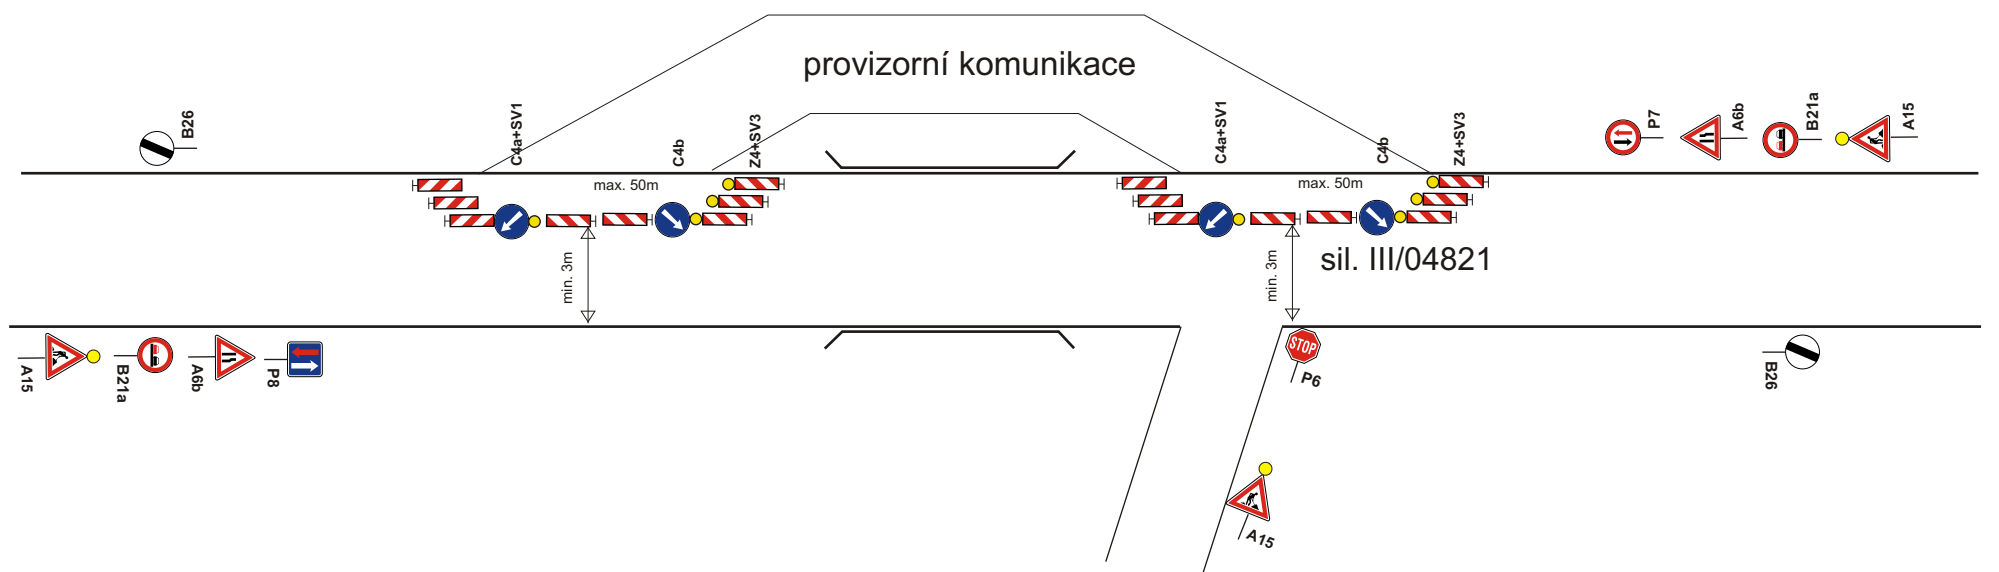 provizorní komunikace
B26
C4a+SV1
C4b
Z4+SV3
C4a+SV1
C4b
Z4+SV3
P7
A6b
B21a
A15
max. 50m
max. 50m
min. 3m
min. 3m
sil. III/04821
A15
B21a
A6b
P8
STOP
P6
B26
A15